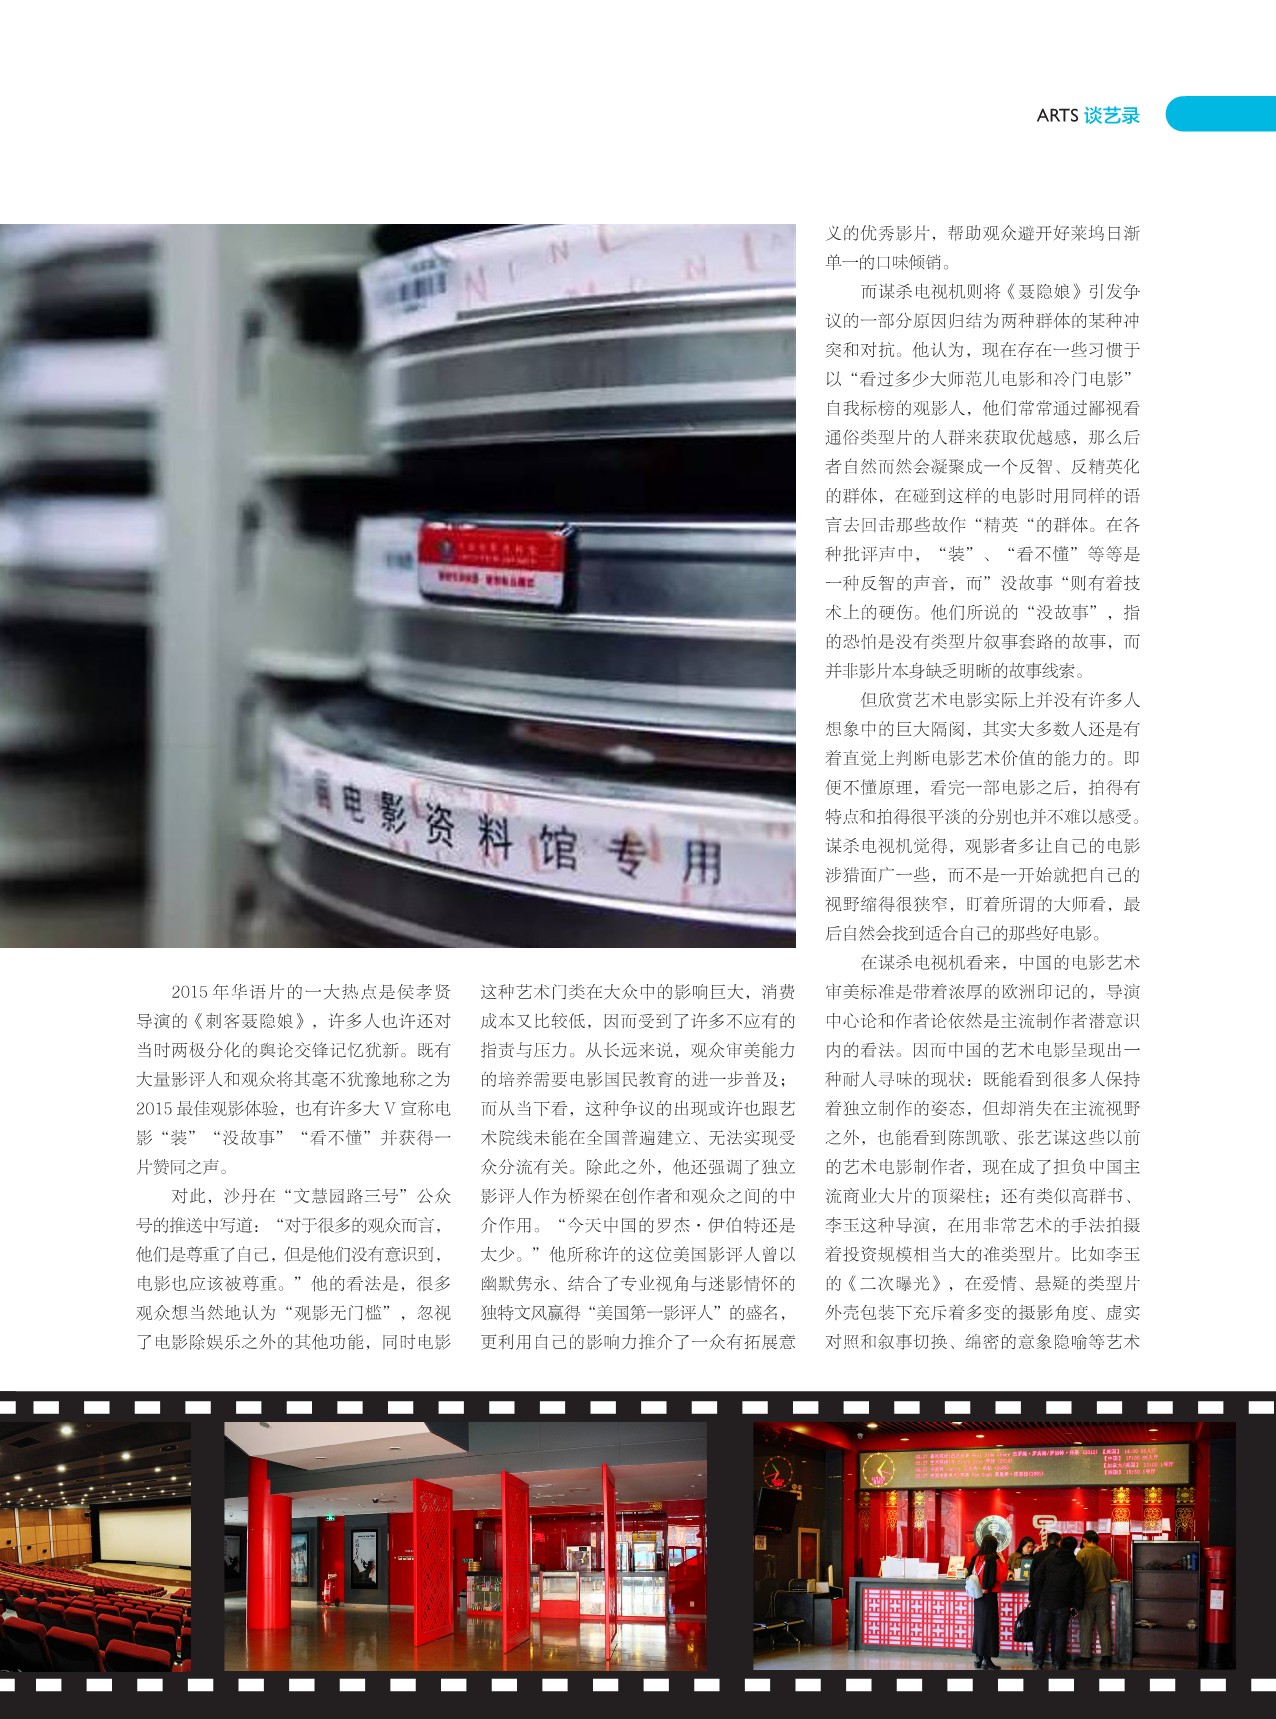 ARTS 谈艺录
电影资料馆专用
2015 年华语片的一大热点是侯孝贤
导演的《刺客聂隐娘》，许多人也许还对
当时两极分化的舆论交锋记忆犹新。既有
大量影评人和观众将其毫不犹豫地称之为
2015 最佳观影体验，也有许多大 V 宣称电
影“装”“没故事”“看不懂”并获得一
片赞同之声。
对此，沙丹在“文慧园路三号”公众
号的推送中写道：“对于很多的观众而言，
他们是尊重了自己，但是他们没有意识到，
电影也应该被尊重。”他的看法是，很多
观众想当然地认为“观影无门槛”，忽视
了电影除娱乐之外的其他功能，同时电影
这种艺术门类在大众中的影响巨大，消费
成本又比较低，因而受到了许多不应有的
指责与压力。从长远来说，观众审美能力
的培养需要电影国民教育的进一步普及；
而从当下看，这种争议的出现或许也跟艺
术院线未能在全国普遍建立、无法实现受
众分流有关。除此之外，他还强调了独立
影评人作为桥梁在创作者和观众之间的中
介作用。“今天中国的罗杰·伊伯特还是
太少。”他所称许的这位美国影评人曾以
幽默隽永、结合了专业视角与迷影情怀的
独特文风赢得“美国第一影评人”的盛名，
更利用自己的影响力推介了一众有拓展意
义的优秀影片，帮助观众避开好莱坞日渐
单一的口味倾销。
而谋杀电视机则将《聂隐娘》引发争
议的一部分原因归结为两种群体的某种冲
突和对抗。他认为，现在存在一些习惯于
以“看过多少大师范儿电影和冷门电影”
自我标榜的观影人，他们常常通过鄙视看
通俗类型片的人群来获取优越感，那么后
者自然而然会凝聚成一个反智、反精英化
的群体，在碰到这样的电影时用同样的语
言去回击那些故作“精英“的群体。在各
种批评声中，“装”、“看不懂”等等是
一种反智的声音，而”没故事“则有着技
术上的硬伤。他们所说的“没故事”，指
的恐怕是没有类型片叙事套路的故事，而
并非影片本身缺乏明晰的故事线索。
但欣赏艺术电影实际上并没有许多人
想象中的巨大隔阂，其实大多数人还是有
着直觉上判断电影艺术价值的能力的。即
便不懂原理，看完一部电影之后，拍得有
特点和拍得很平淡的分别也并不难以感受。
谋杀电视机觉得，观影者多让自己的电影
涉猎面广一些，而不是一开始就把自己的
视野缩得很狭窄，盯着所谓的大师看，最
后自然会找到适合自己的那些好电影。
在谋杀电视机看来，中国的电影艺术
审美标准是带着浓厚的欧洲印记的，导演
中心论和作者论依然是主流制作者潜意识
内的看法。因而中国的艺术电影呈现出一
种耐人寻味的现状：既能看到很多人保持
着独立制作的姿态，但却消失在主流视野
之外，也能看到陈凯歌、张艺谋这些以前
的艺术电影制作者，现在成了担负中国主
流商业大片的顶梁柱；还有类似高群书、
李玉这种导演，在用非常艺术的手法拍摄
着投资规模相当大的准类型片。比如李玉
的《二次曝光》，在爱情、悬疑的类型片
外壳包装下充斥着多变的摄影角度、虚实
对照和叙事切换、绵密的意象隐喻等艺术